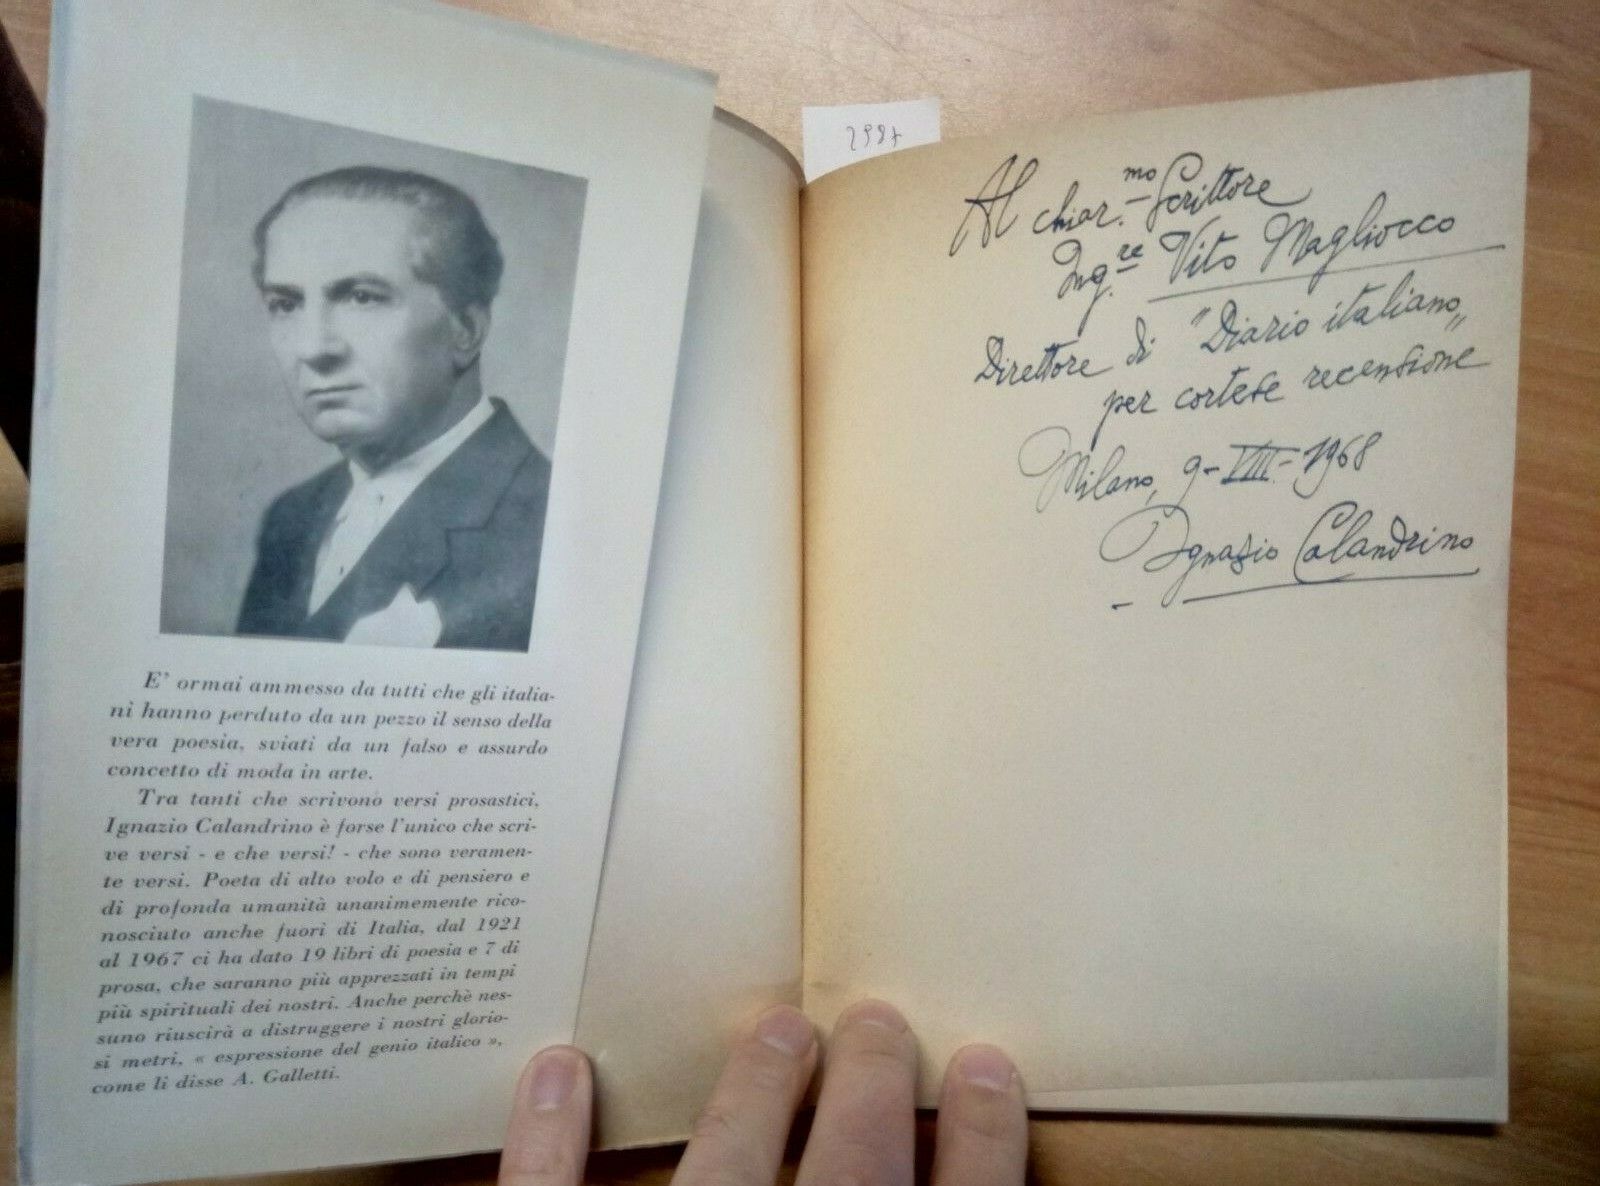 E' ormai ammesso da tutti che gli italia-
ni hanno perduto da un pezzo il senso della
vera poesia, sviati da un falso e assurdo
concetto di moda in arte.
Tra tanti che scrivono versi prosastici,
Ignazio Calandrino è forse l'unico che scri-
ve versi - e che versi! - che sono veramen-
te versi. Poeta di alto volo e di pensiero e
di profonda umanità unanimemente rico-
nosciuto anche fuori di Italia, dal 1921
al 1967 ci ha dato 19 libri di poesia e 7 di
prosa, che saranno più apprezzati in tempi
più spirituali dei nostri. Anche perchè nes-
suno riuscirà a distruggere i nostri glorio-
si metri, « espressione del genio italico »,
come li disse A. Galletti.
Al chiar.mo Scrittore
Ing.re Vito Magliocco
Direttore di "Diario italiano"
per cortese recensione
Milano, 9-VIII-1968
Ignazio Calandrino